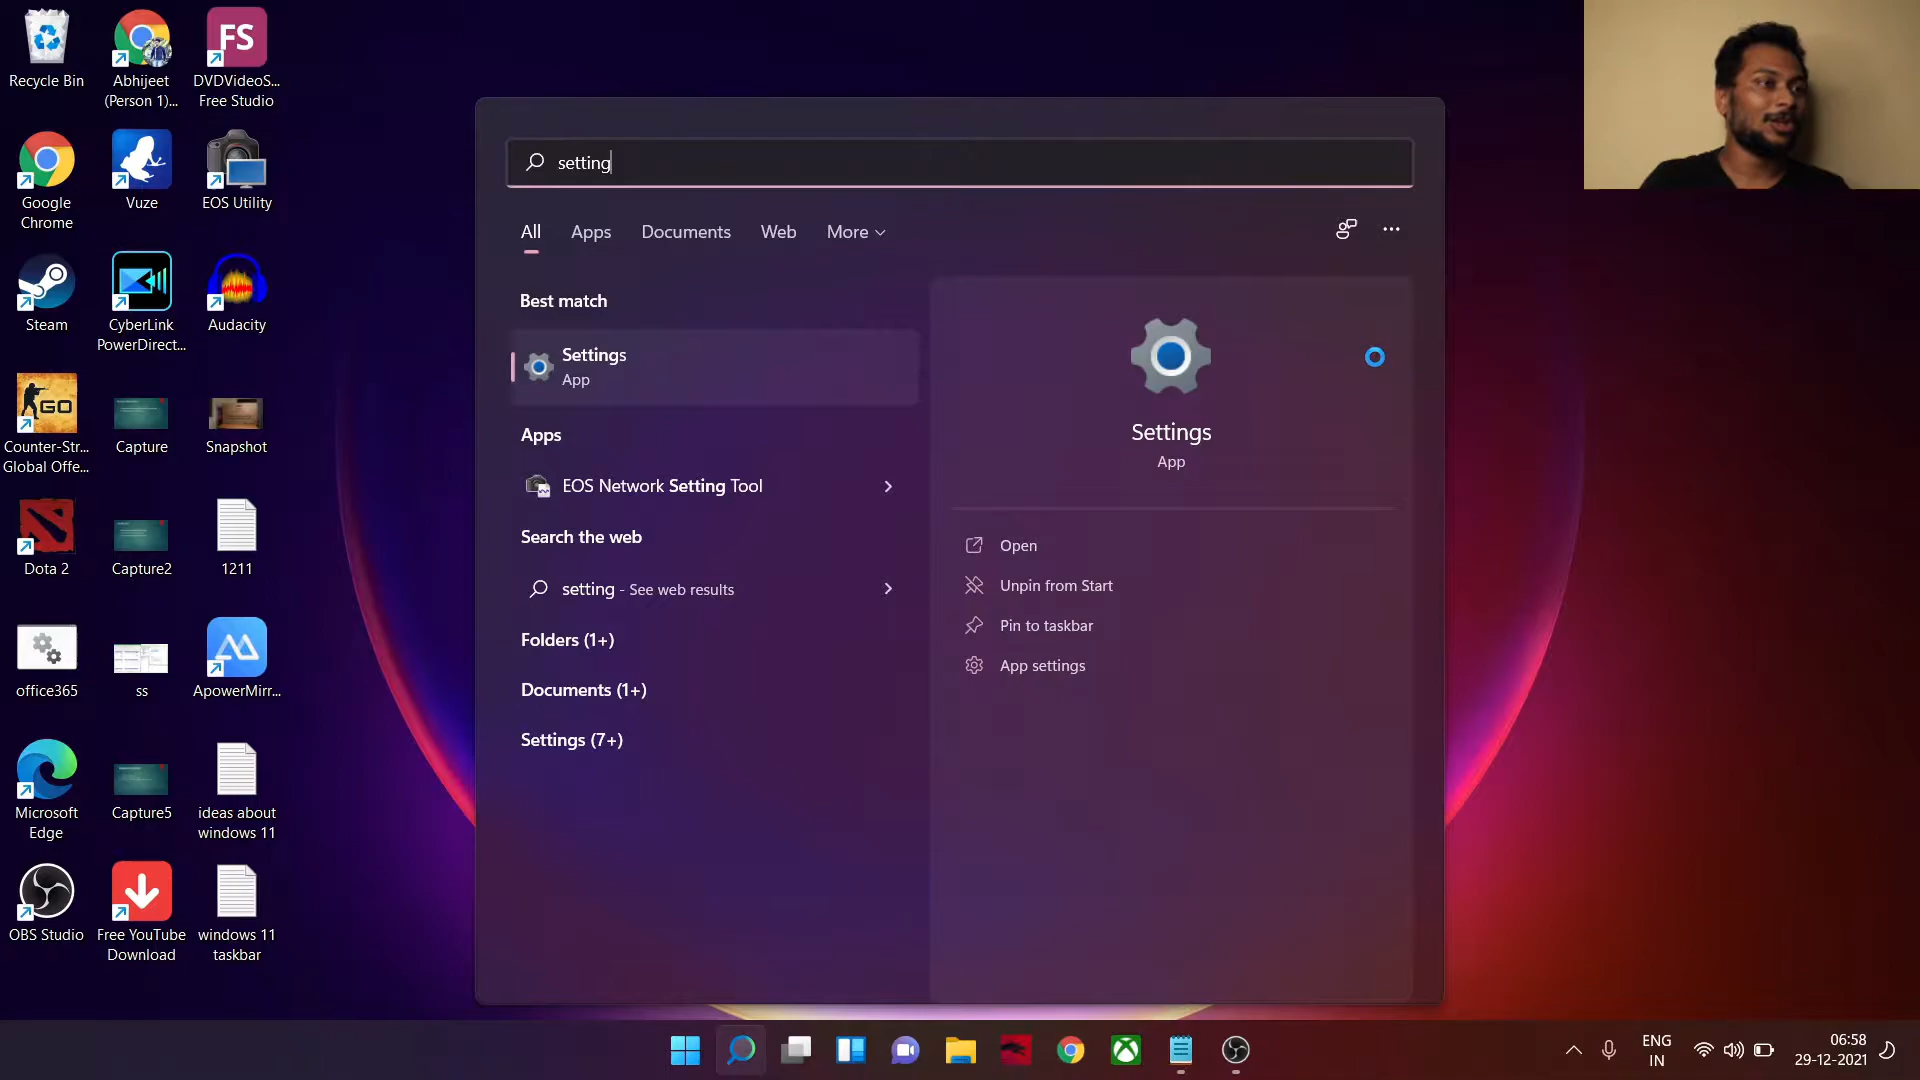 Recycle Bin
Abhijeet
(Person 1)...
FS
DVDVideoS...
Free Studio
Google
Chrome
Vuze
EOS Utility
Steam
CyberLink
PowerDirect...
Audacity
GO
Counter-Str...
Global Offe...
Capture
Snapshot
Dota 2
Capture2
1211
office365
ss
ApowerMirr...
Microsoft
Edge
Capture5
ideas about
windows 11
OBS Studio
Free YouTube
Download
windows 11
taskbar
setting
All
Apps
Documents
Web
More
Best match
Settings
App
Apps
EOS Network Setting Tool
Search the web
setting - See web results
Folders (1+)
Documents (1+)
Settings (7+)
Settings
App
Open
Unpin from Start
Pin to taskbar
App settings
ENG
IN
06:58
29-12-2021